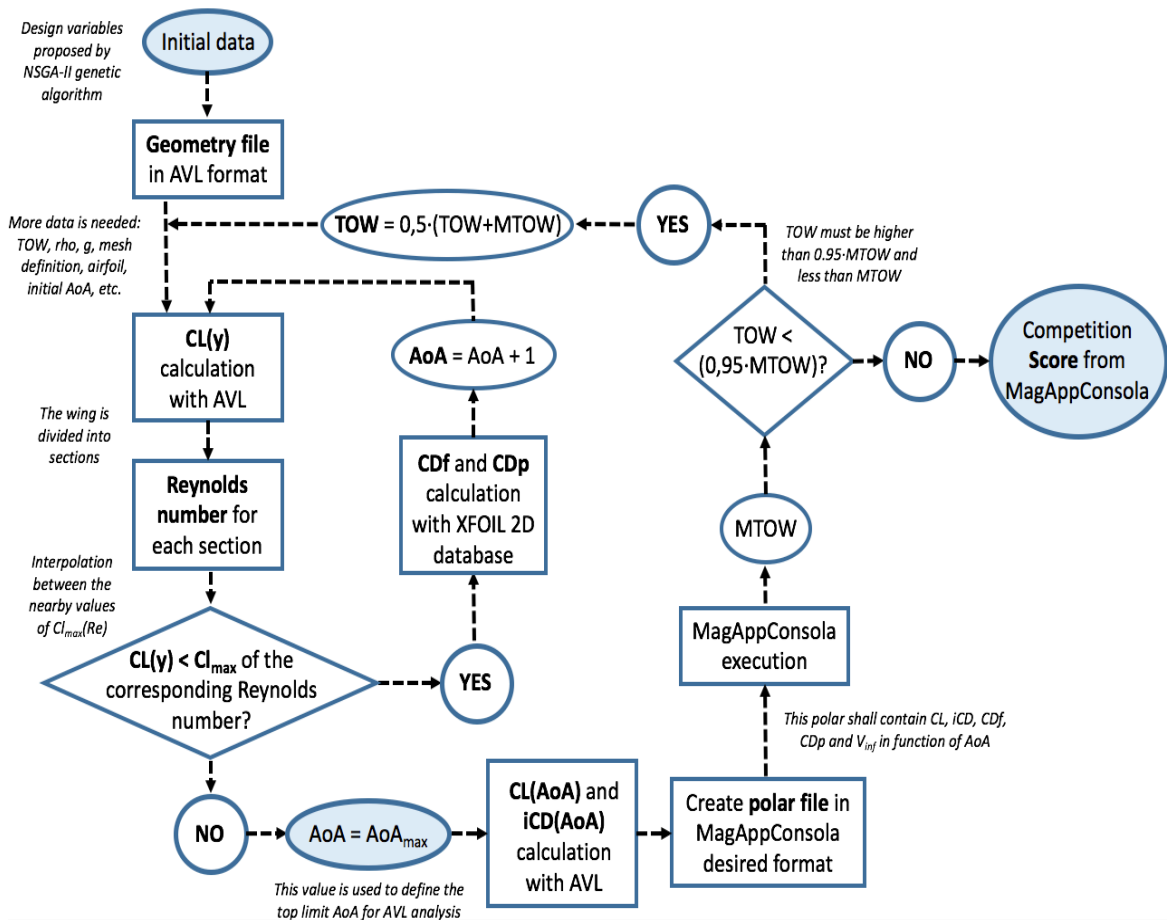 Design variables
proposed by
NSGA-II genetic
algorithm
Initial data
Geometry file
in AVL format
More data is needed:
TOW, rho, g, mesh
definition, airfoil,
initial AoA, etc.
TOW = 0,5·(TOW+MTOW)
YES
TOW must be higher
than 0.95·MTOW and
less than MTOW
CL(y)
calculation
with AVL
AoA = AoA + 1
TOW <
(0,95·MTOW)?
NO
Competition
Score from
MagAppConsola
The wing is
divided into
sections
Reynolds
number for
each section
CDf and CDp
calculation
with XFOIL 2D
database
MTOW
Interpolation
between the
nearby values
of Clmax(Re)
CL(y) < Clmax of the
corresponding Reynolds
number?
YES
MagAppConsola
execution
This polar shall contain CL, iCD, CDf,
CDp and Vinf in function of AoA
NO
AoA = AoAmax
This value is used to define the
top limit AoA for AVL analysis
CL(AoA) and
iCD(AoA)
calculation
with AVL
Create polar file in
MagAppConsola
desired format